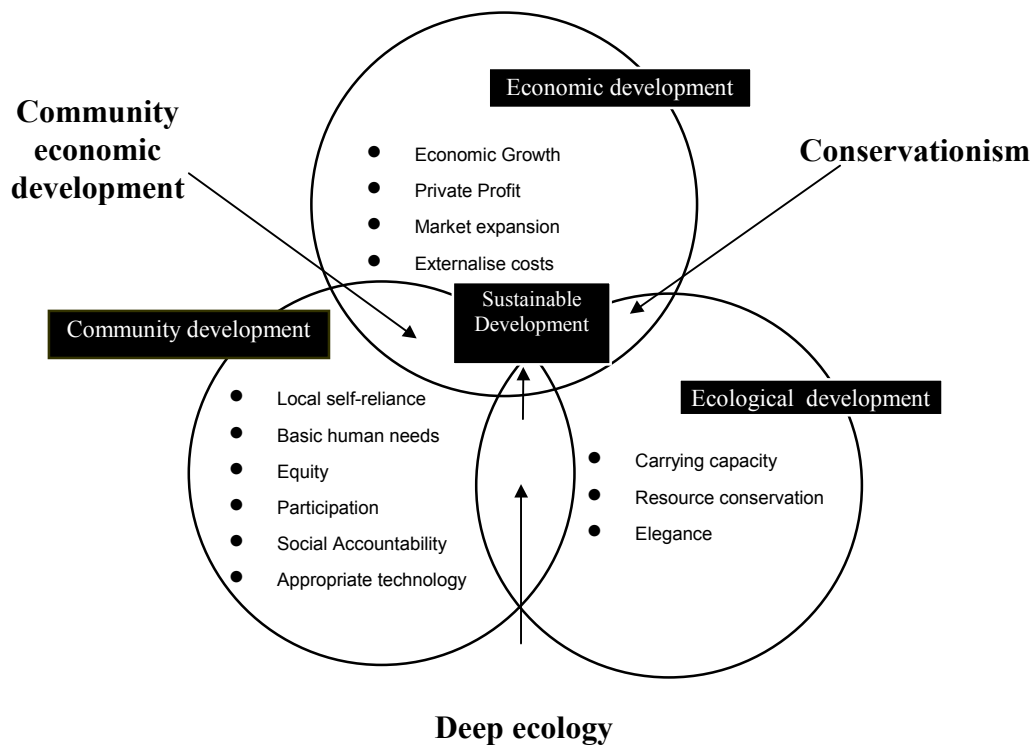 Economic development
Community
economic
development
Conservationism
Economic Growth
Private Profit
Market expansion
Externalise costs
Sustainable
Development
Community development
Ecological development
Local self-reliance
Basic human needs
Equity
Participation
Social Accountability
Appropriate technology
Carrying capacity
Resource conservation
Elegance
Deep ecology